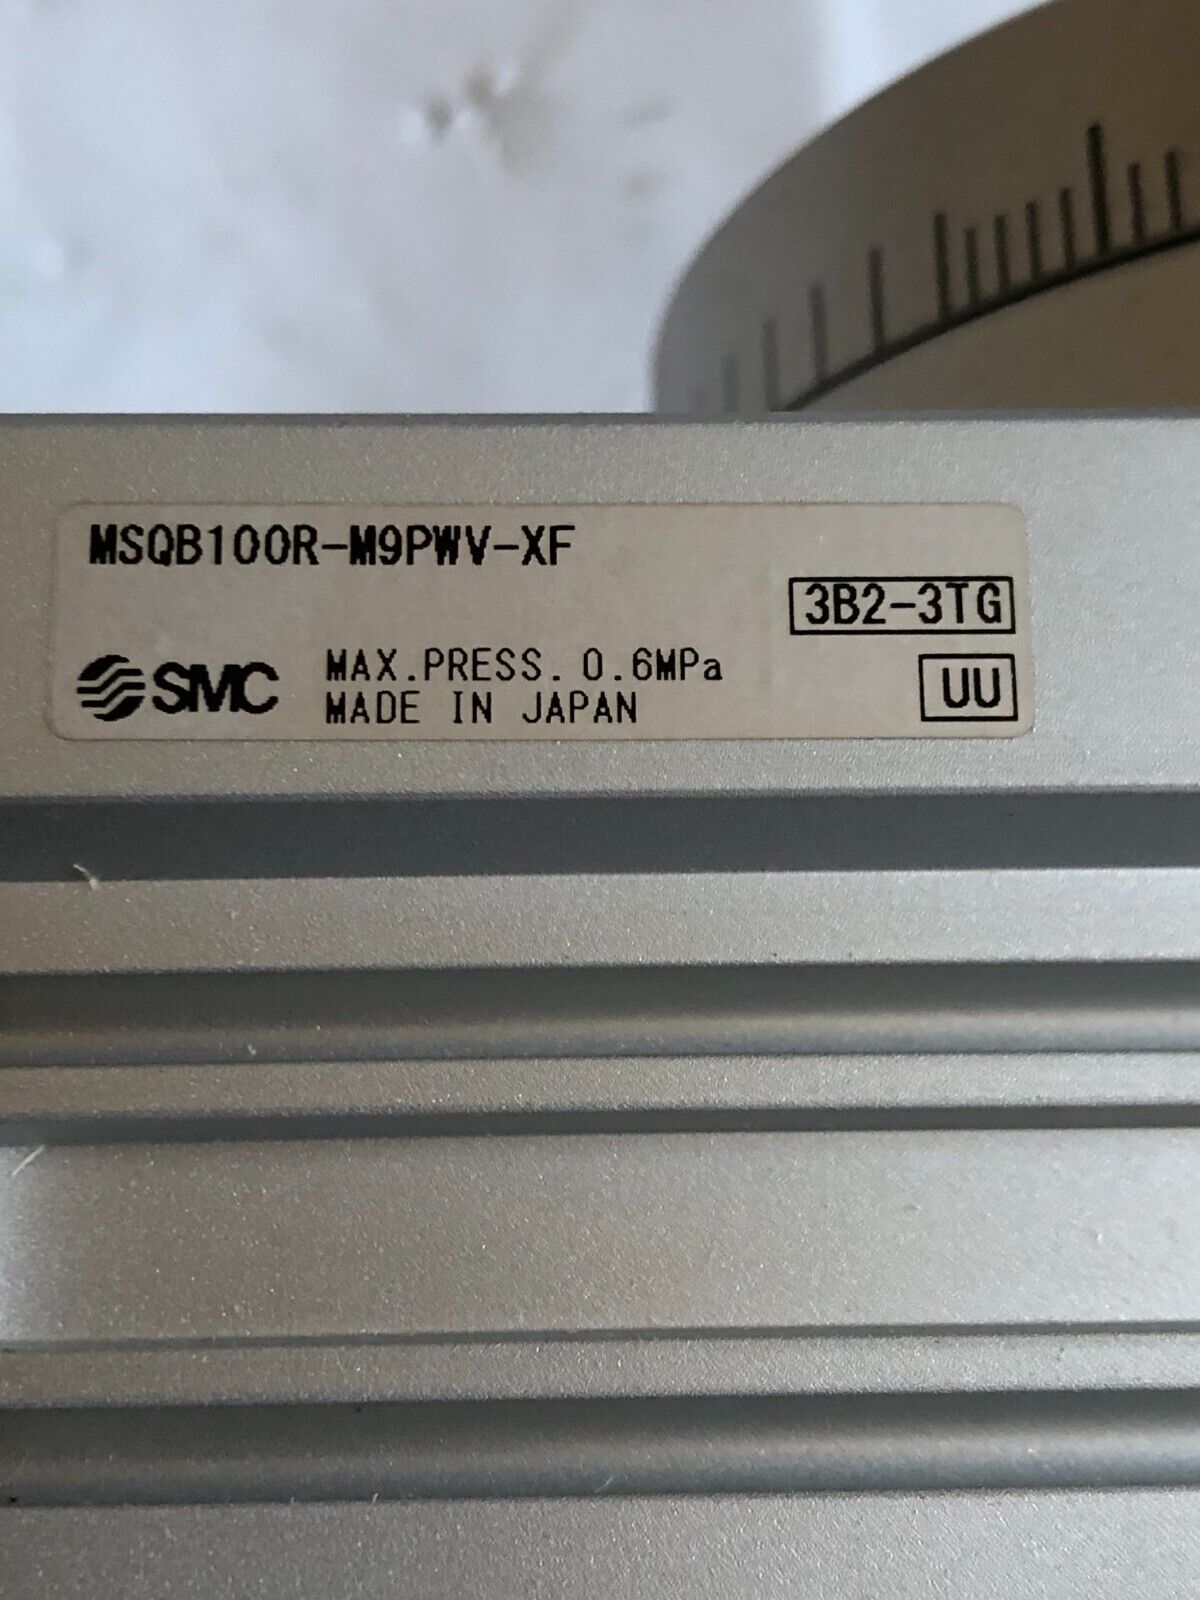 MSQB100R-M9PWV-XF
3B2-3TG
SMC MAX.PRESS. 0.6MPa
MADE IN JAPAN
UU